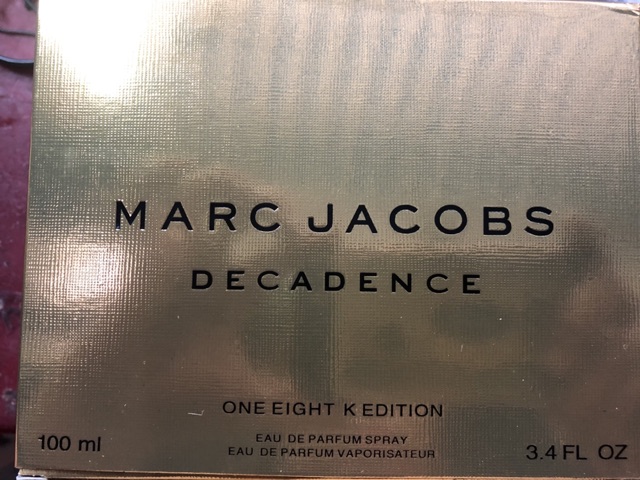 MARC JACOBS
DECADENCE
ONE EIGHT K EDITION
EAU DE PARFUM SPRAY
EAU DE PARFUM VAPORISATEUR
100 ml
3.4 FL OZ